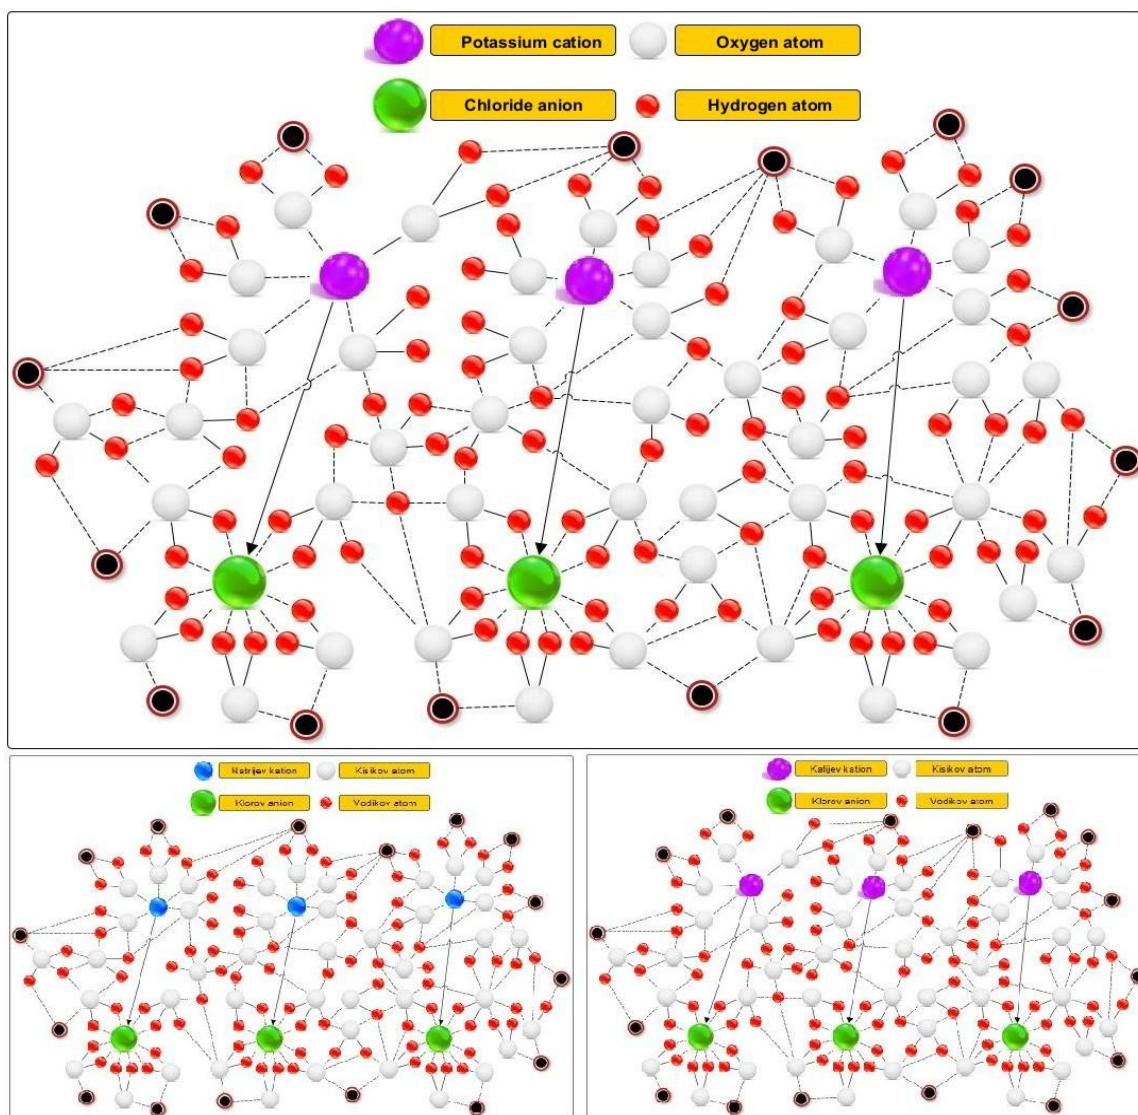 Potassium cation
Oxygen atom
Chloride anion
Hydrogen atom
Natrijev kation
Kisikov atom
Klorov anion
Vodikov atom
Kalijev kation
Kisikov atom
Klorov anion
Vodikov atom